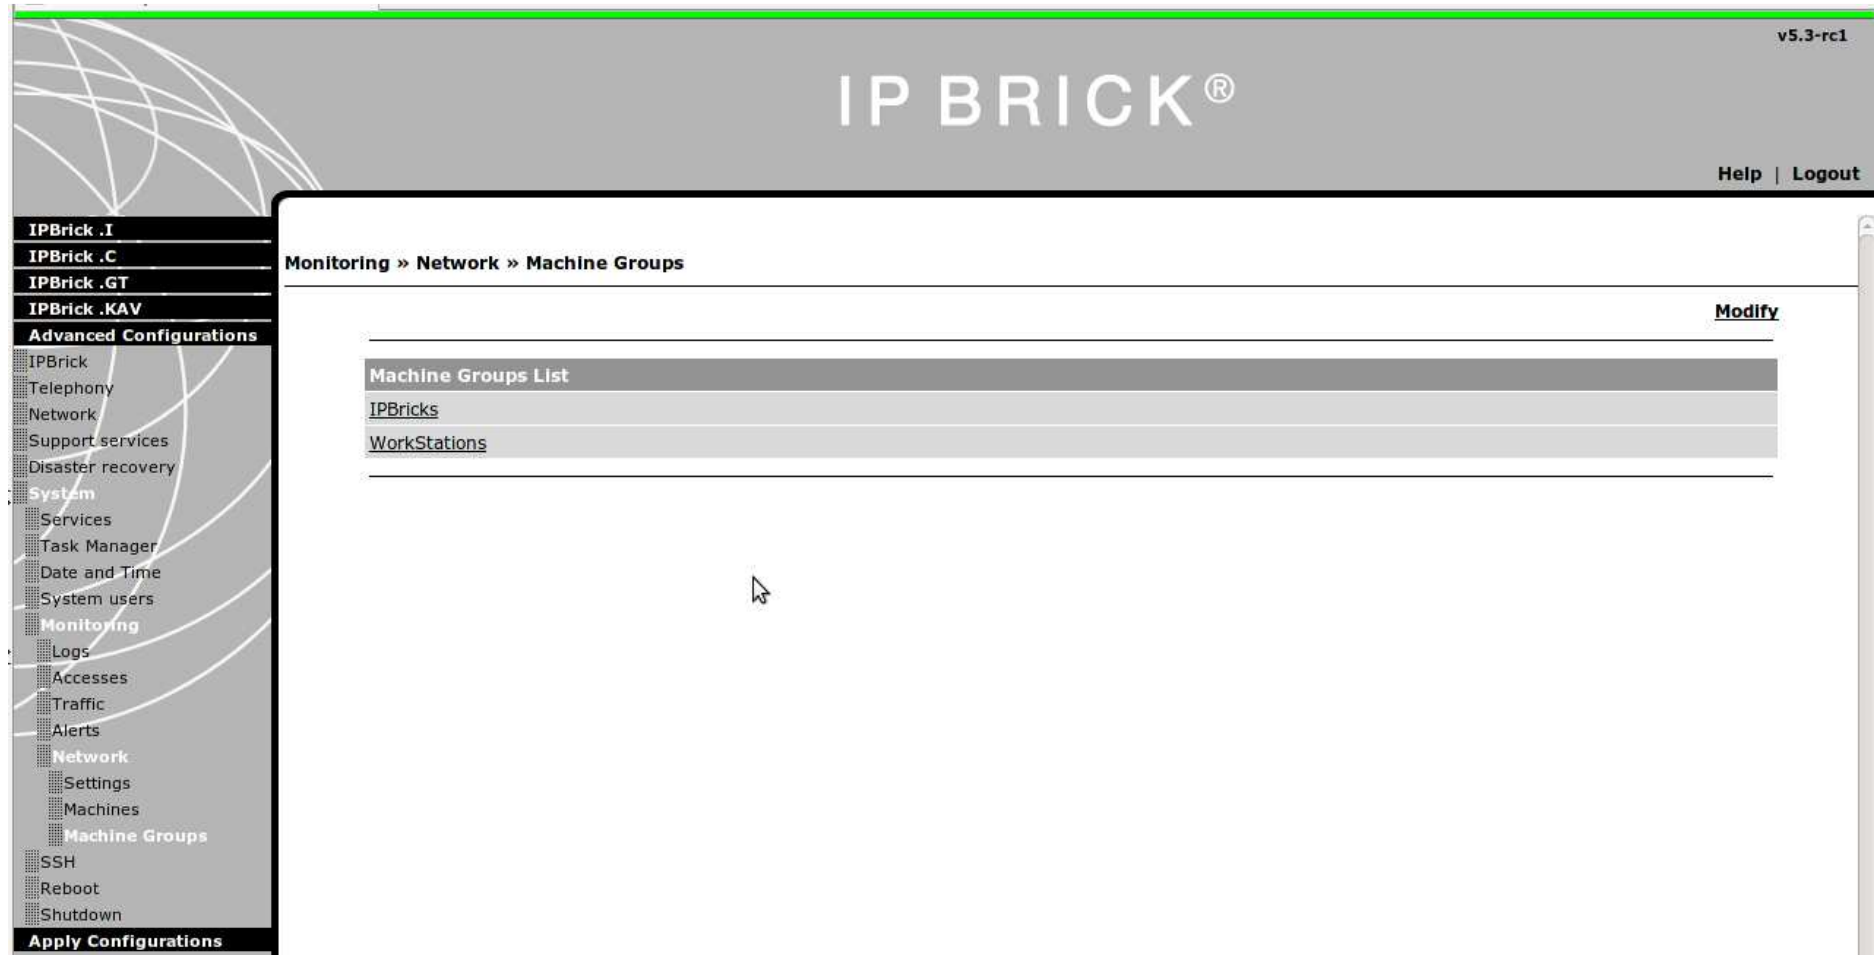 v5.3-rc1
IP BRICK®
Help | Logout
IPBrick .I
IPBrick .C
IPBrick .GT
IPBrick .KAV
Advanced Configurations
IPBrick
Telephony
Network
Support services
Disaster recovery
System
Services
Task Manager
Date and Time
System users
Monitoring
Logs
Accesses
Traffic
Alerts
Network
Settings
Machines
Machine Groups
SSH
Reboot
Shutdown
Apply Configurations
Monitoring » Network » Machine Groups
Modify
Machine Groups List
IPBricks
WorkStations